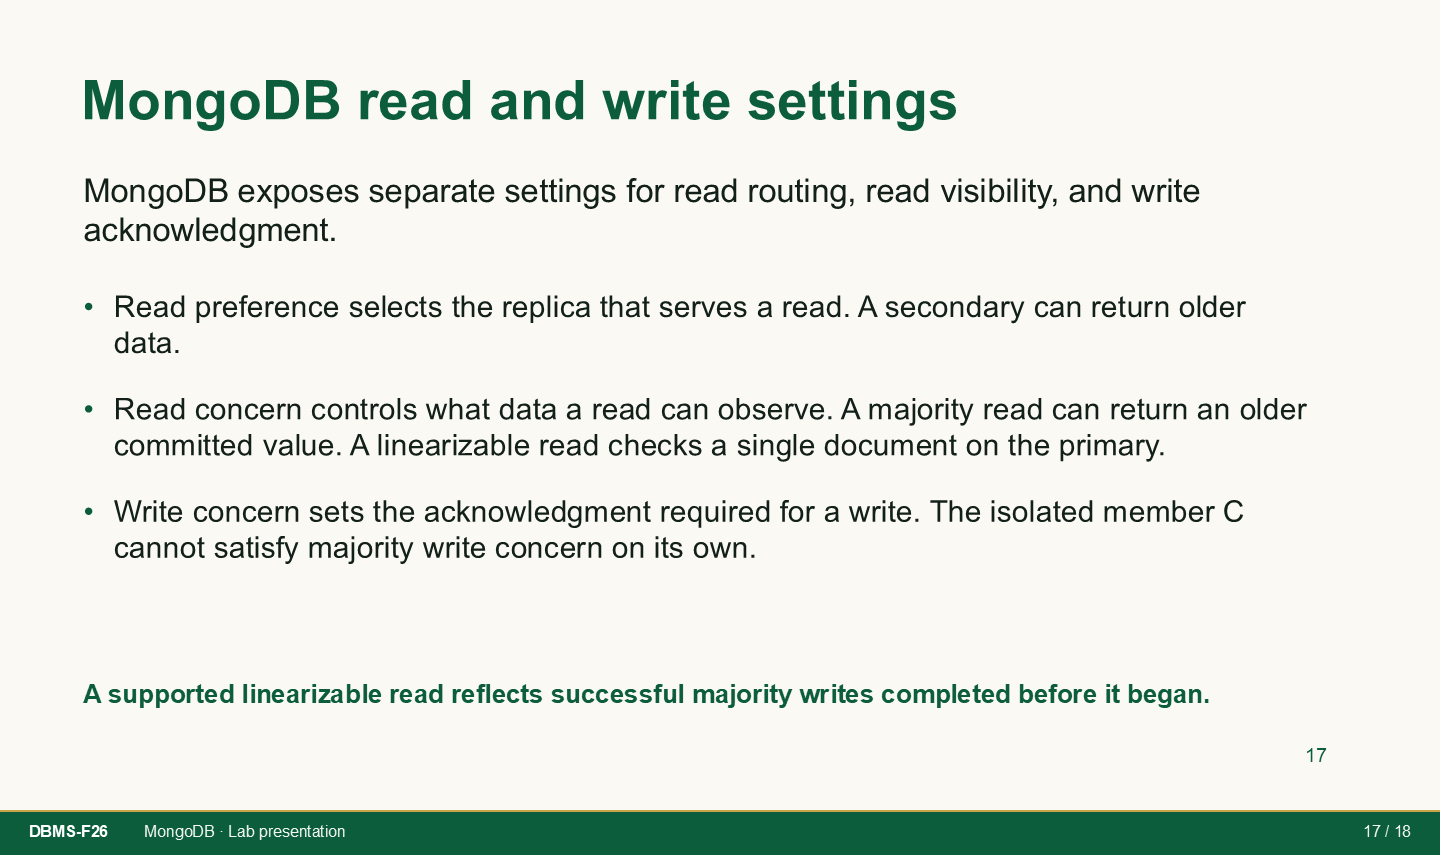 MongoDB read and write settings
MongoDB exposes separate settings for read routing, read visibility, and write
acknowledgment.
• Read preference selects the replica that serves a read. A secondary can return older
data.
• Read concern controls what data a read can observe. A majority read can return an older
committed value. A linearizable read checks a single document on the primary.
• Write concern sets the acknowledgment required for a write. The isolated member C
cannot satisfy majority write concern on its own.
A supported linearizable read reflects successful majority writes completed before it began.
17
DBMS-F26 MongoDB · Lab presentation 17 / 18